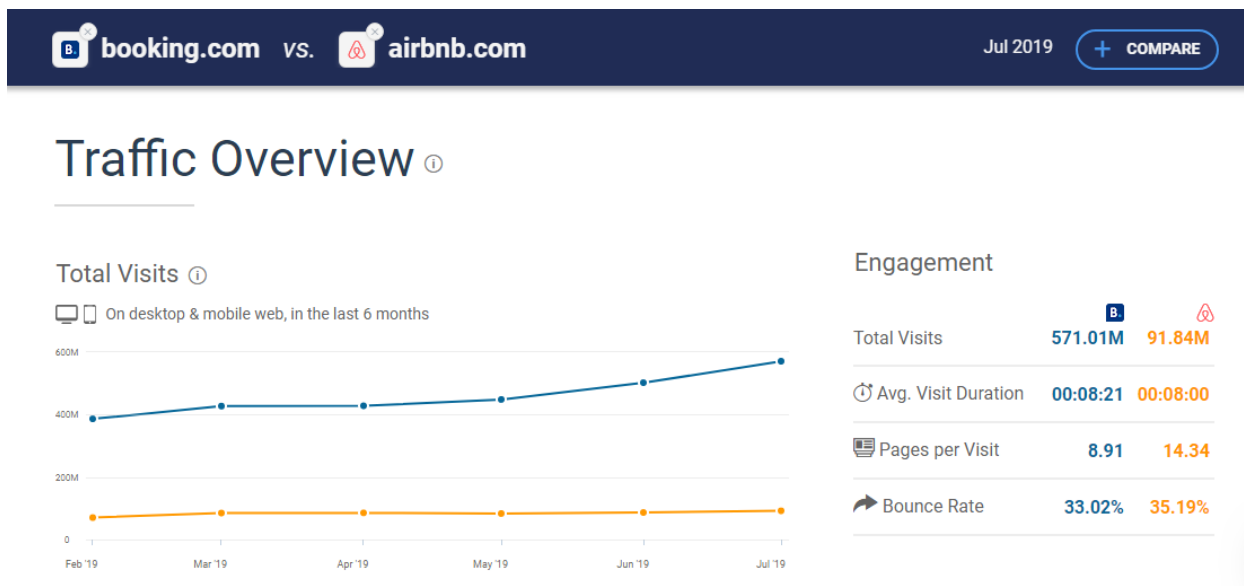 B. booking.com vs. airbnb.com Jul 2019 + COMPARE
Traffic Overview
Total Visits
On desktop & mobile web, in the last 6 months
600M
400M
200M
0
Feb '19 Mar '19 Apr '19 May '19 Jun '19 Jul '19
Engagement
B.
Total Visits 571.01M 91.84M
Avg. Visit Duration 00:08:21 00:08:00
Pages per Visit 8.91 14.34
Bounce Rate 33.02% 35.19%